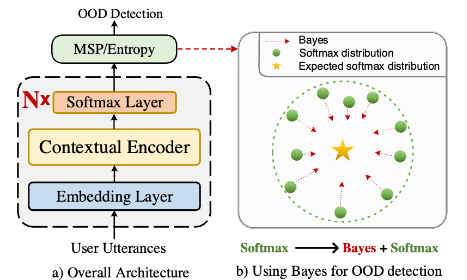 OOD Detection
MSP/Entropy
Nx
Softmax Layer
Contextual Encoder
Embedding Layer
User Utterances
a) Overall Architecture
Bayes
Softmax distribution
Expected softmax distribution
Softmax Bayes + Softmax
b) Using Bayes for OOD detection